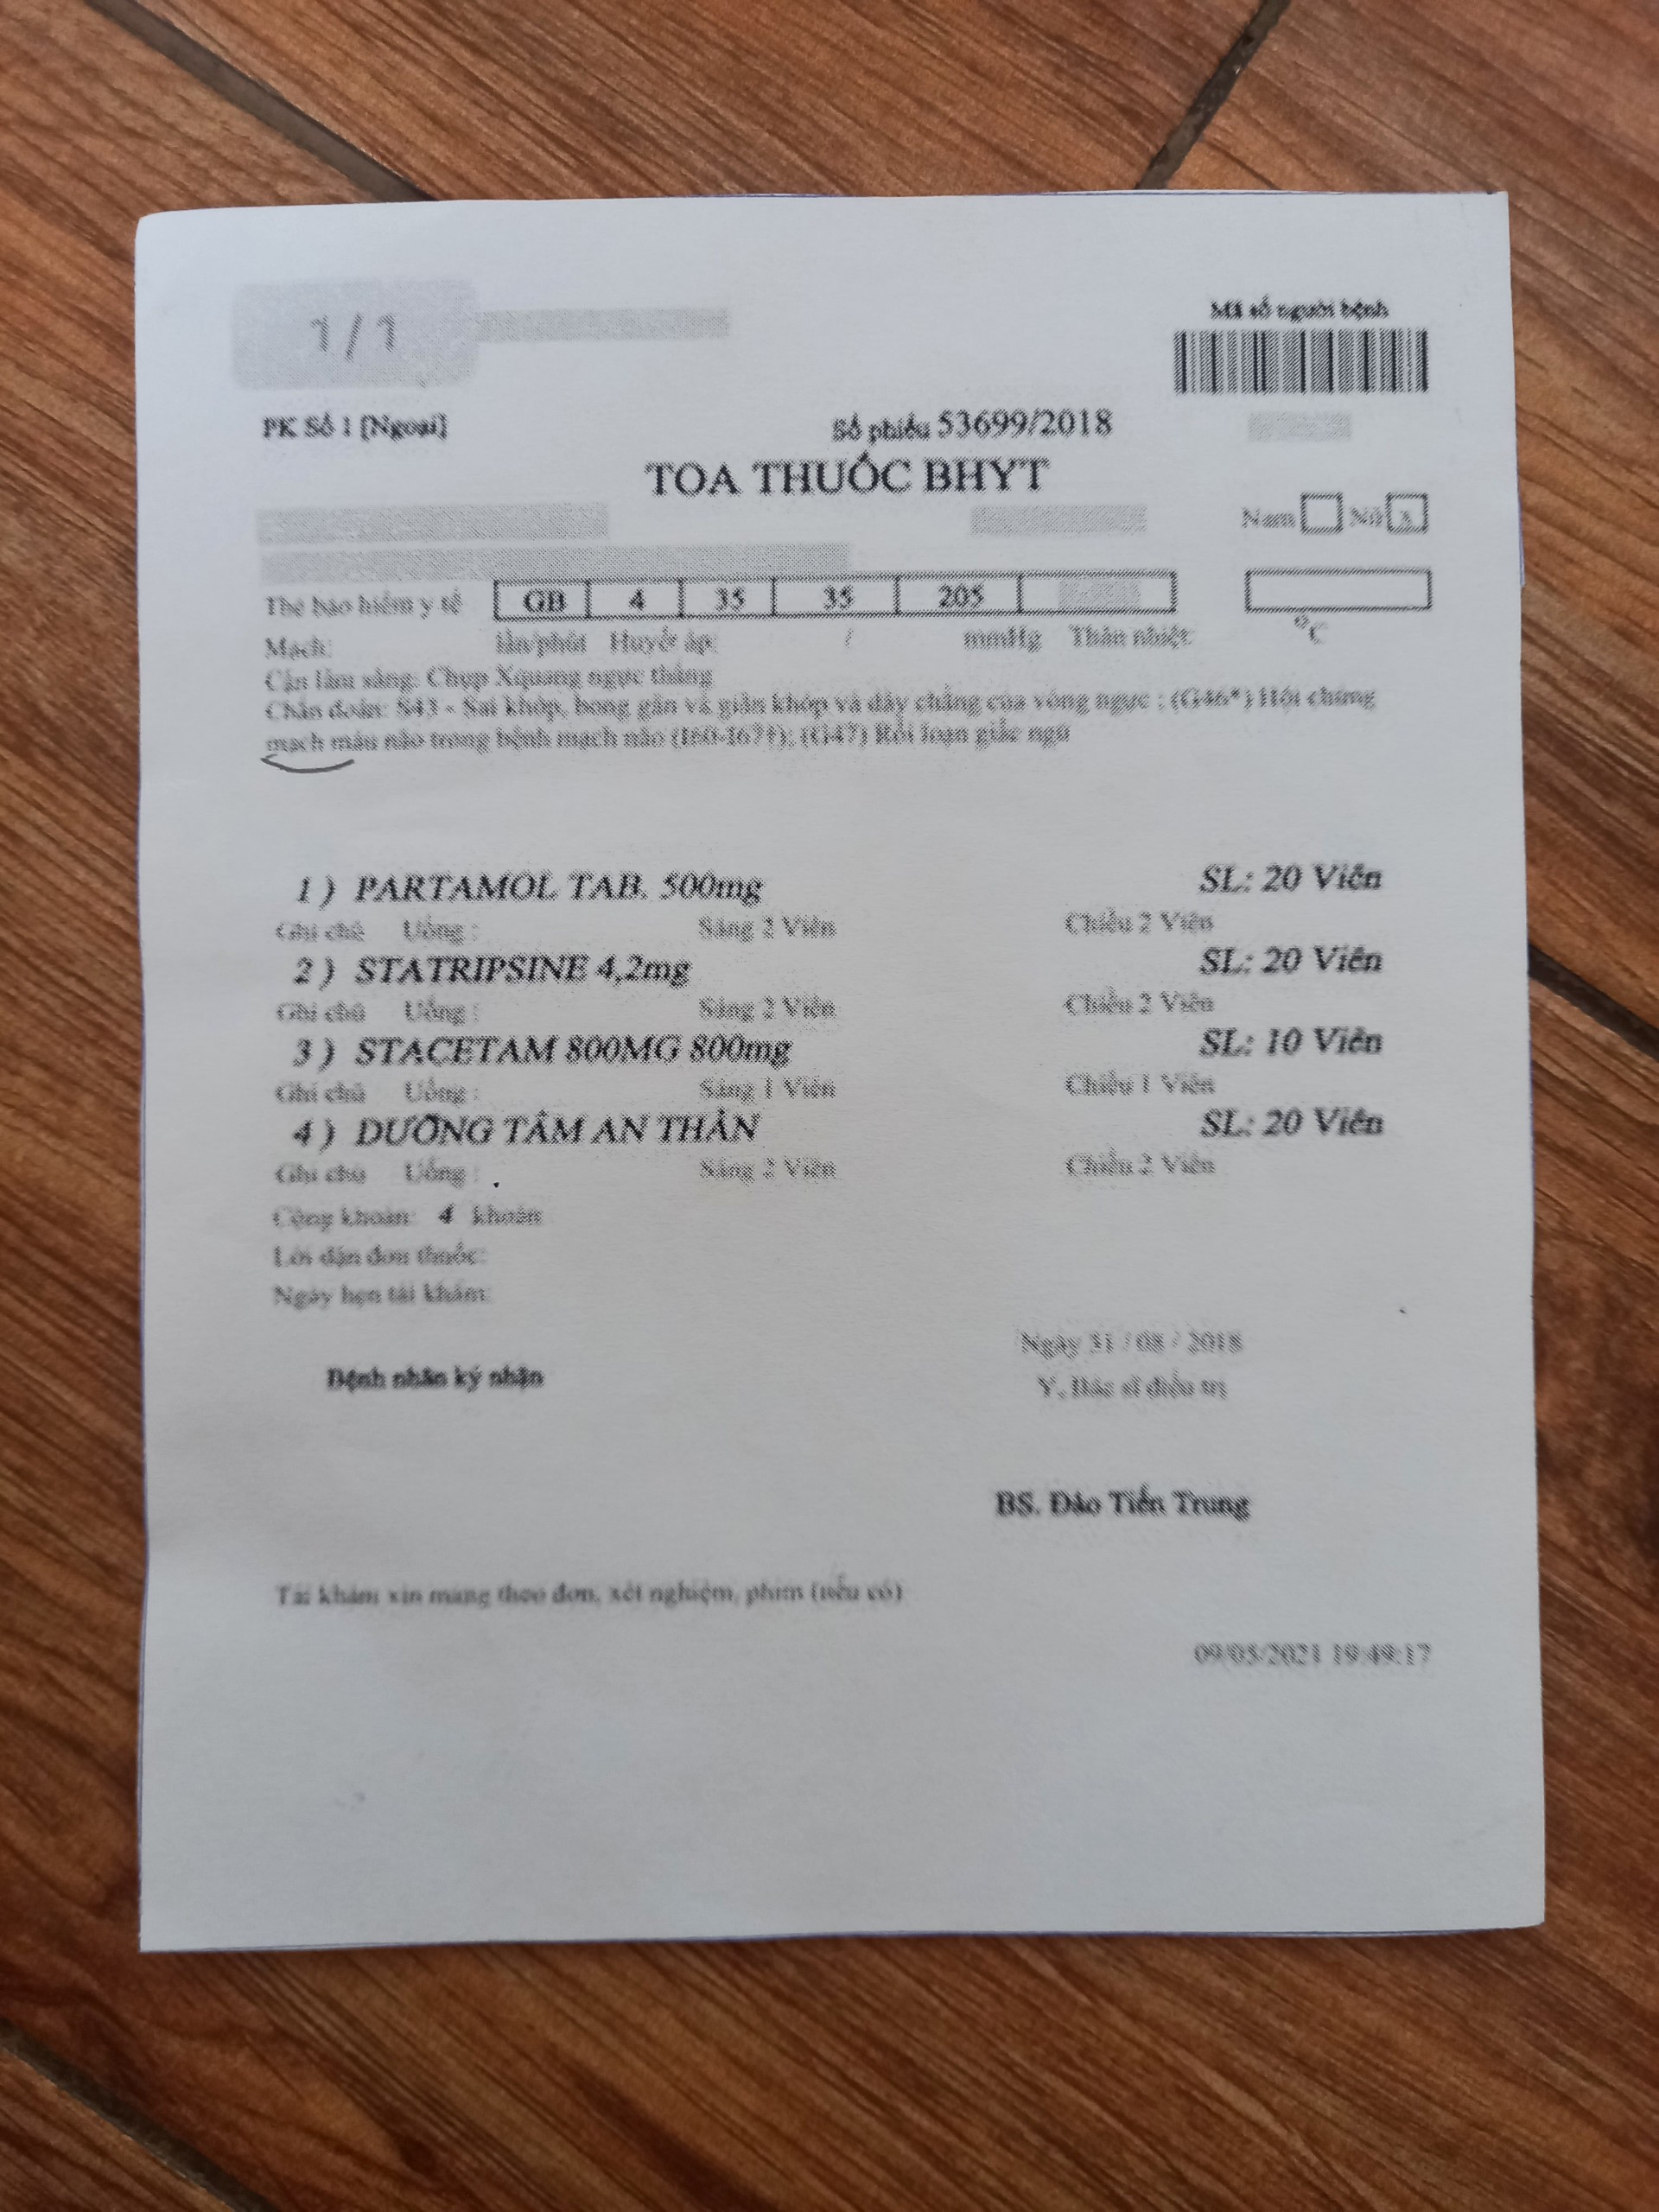 1/1
Mã số người bệnh
PK Số 1 [Ngoại]
Số phiếu 53699/2018
TOA THUỐC BHYT
Nam Nữ x
Thẻ bảo hiểm y tế GB 4 35 35 205
Mạch: lần/phút Huyết áp: / mmHg Thân nhiệt: °C
Cận lâm sàng: Chụp Xquang ngực thẳng
Chẩn đoán: S43 - Sai khớp, bong gân và giãn khớp và dây chằng của vòng ngực ; (G46*) Hội chứng
mạch máu não trong bệnh mạch não (I60-I67†); (G47) Rối loạn giấc ngủ
1 ) PARTAMOL TAB. 500mg SL: 20 Viên
Ghi chú Uống : Sáng 2 Viên Chiều 2 Viên
2 ) STATRIPSINE 4,2mg SL: 20 Viên
Ghi chú Uống : Sáng 2 Viên Chiều 2 Viên
3 ) STACETAM 800MG 800mg SL: 10 Viên
Ghi chú Uống : Sáng 1 Viên Chiều 1 Viên
4 ) DƯỠNG TÂM AN THẦN SL: 20 Viên
Ghi chú Uống : Sáng 2 Viên Chiều 2 Viên
Cộng khoản: 4 khoản
Lời dặn đơn thuốc:
Ngày hẹn tái khám:
Ngày 31 / 08 / 2018
Bệnh nhân ký nhận
Y, Bác sĩ điều trị
BS. Đào Tiến Trung
Tái khám xin mang theo đơn, xét nghiệm, phim (nếu có)
09/05/2021 19:49:17